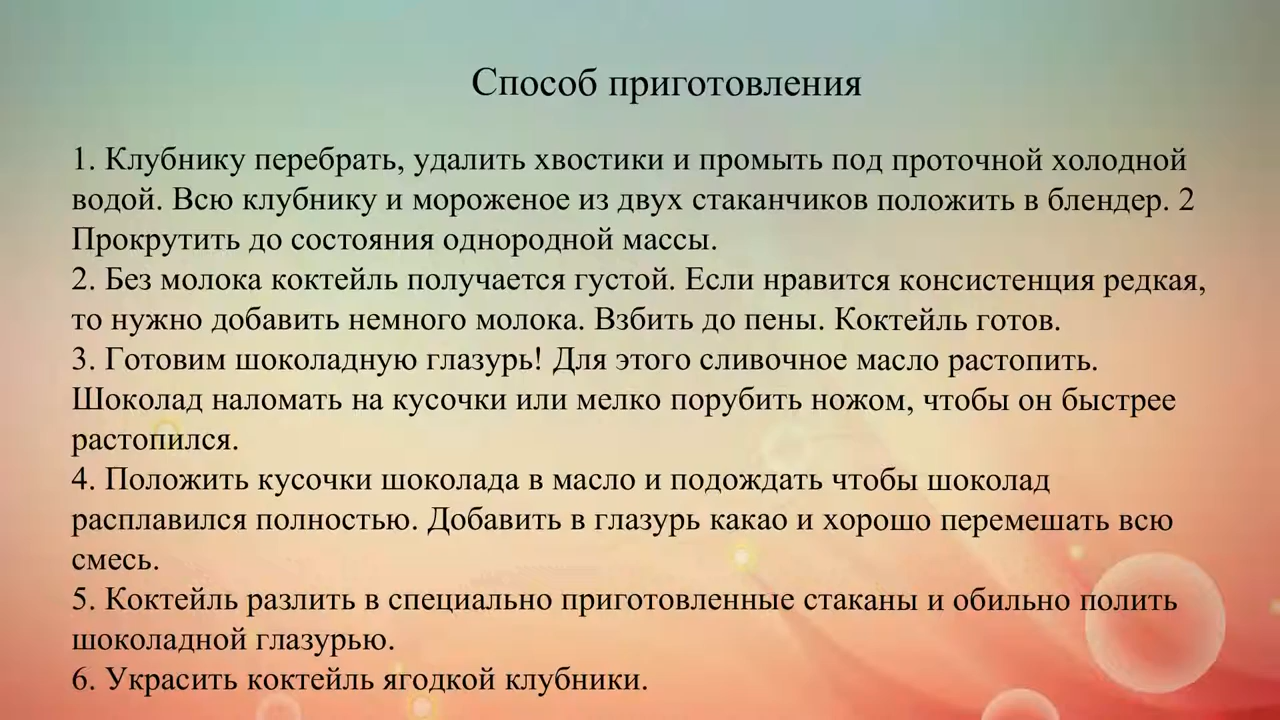 Способ приготовления
1. Клубнику перебрать, удалить хвостики и промыть под проточной холодной
водой. Всю клубнику и мороженое из двух стаканчиков положить в блендер. 2
Прокрутить до состояния однородной массы.
2. Без молока коктейль получается густой. Если нравится консистенция редкая,
то нужно добавить немного молока. Взбить до пены. Коктейль готов.
3. Готовим шоколадную глазурь! Для этого сливочное масло растопить.
Шоколад наломать на кусочки или мелко порубить ножом, чтобы он быстрее
растопился.
4. Положить кусочки шоколада в масло и подождать чтобы шоколад
расплавился полностью. Добавить в глазурь какао и хорошо перемешать всю
смесь.
5. Коктейль разлить в специально приготовленные стаканы и обильно полить
шоколадной глазурью.
6. Украсить коктейль ягодкой клубники.